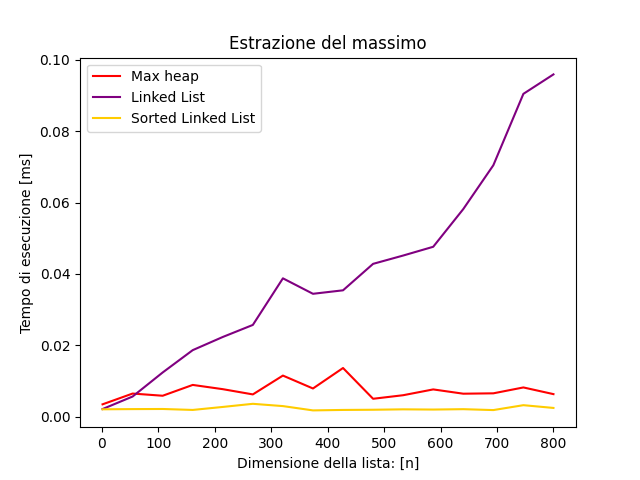 Estrazione del massimo
Max heap
Linked List
Sorted Linked List
Tempo di esecuzione [ms]
0.10
0.08
0.06
0.04
0.02
0.00
0 100 200 300 400 500 600 700 800
Dimensione della lista: [n]